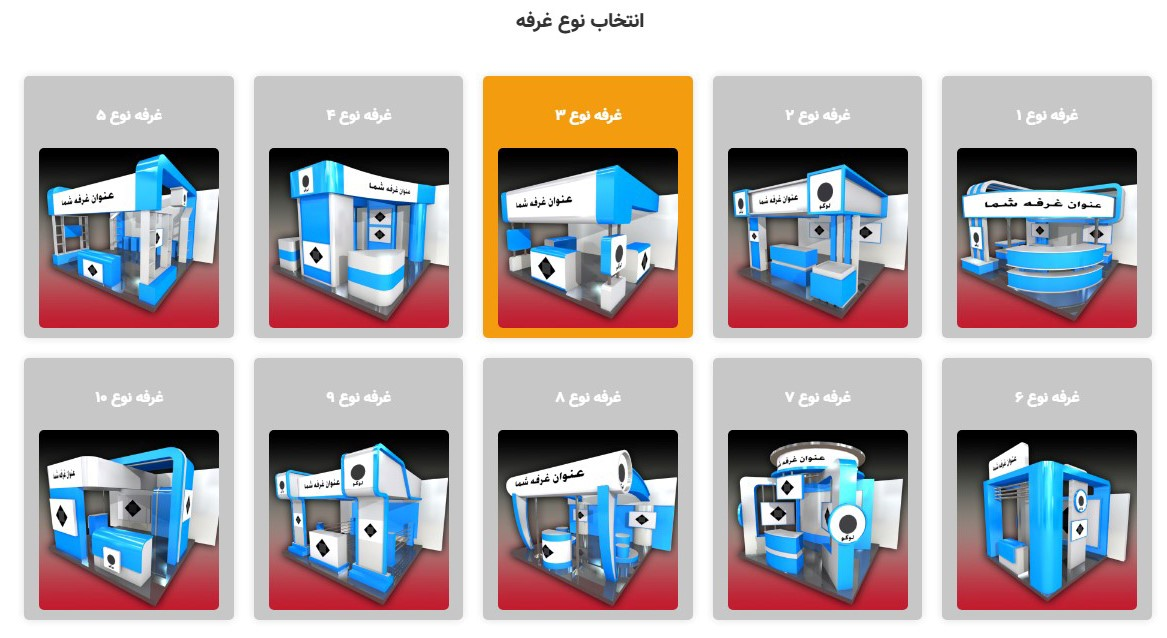 انتخاب نوع غرفه
غرفه نوع ۱
عنوان غرفه شما
غرفه نوع ۲
عنوان غرفه شما
لوگو
غرفه نوع ۳
عنوان غرفه شما
غرفه نوع ۴
عنوان غرفه شما
غرفه نوع ۵
عنوان غرفه شما
غرفه نوع ۶
عنوان غرفه شما
غرفه نوع ۷
عنوان غرفه شما
لوگو
غرفه نوع ۸
عنوان غرفه شما
غرفه نوع ۹
عنوان غرفه شما
لوگو
غرفه نوع ۱۰
عنوان غرفه شما